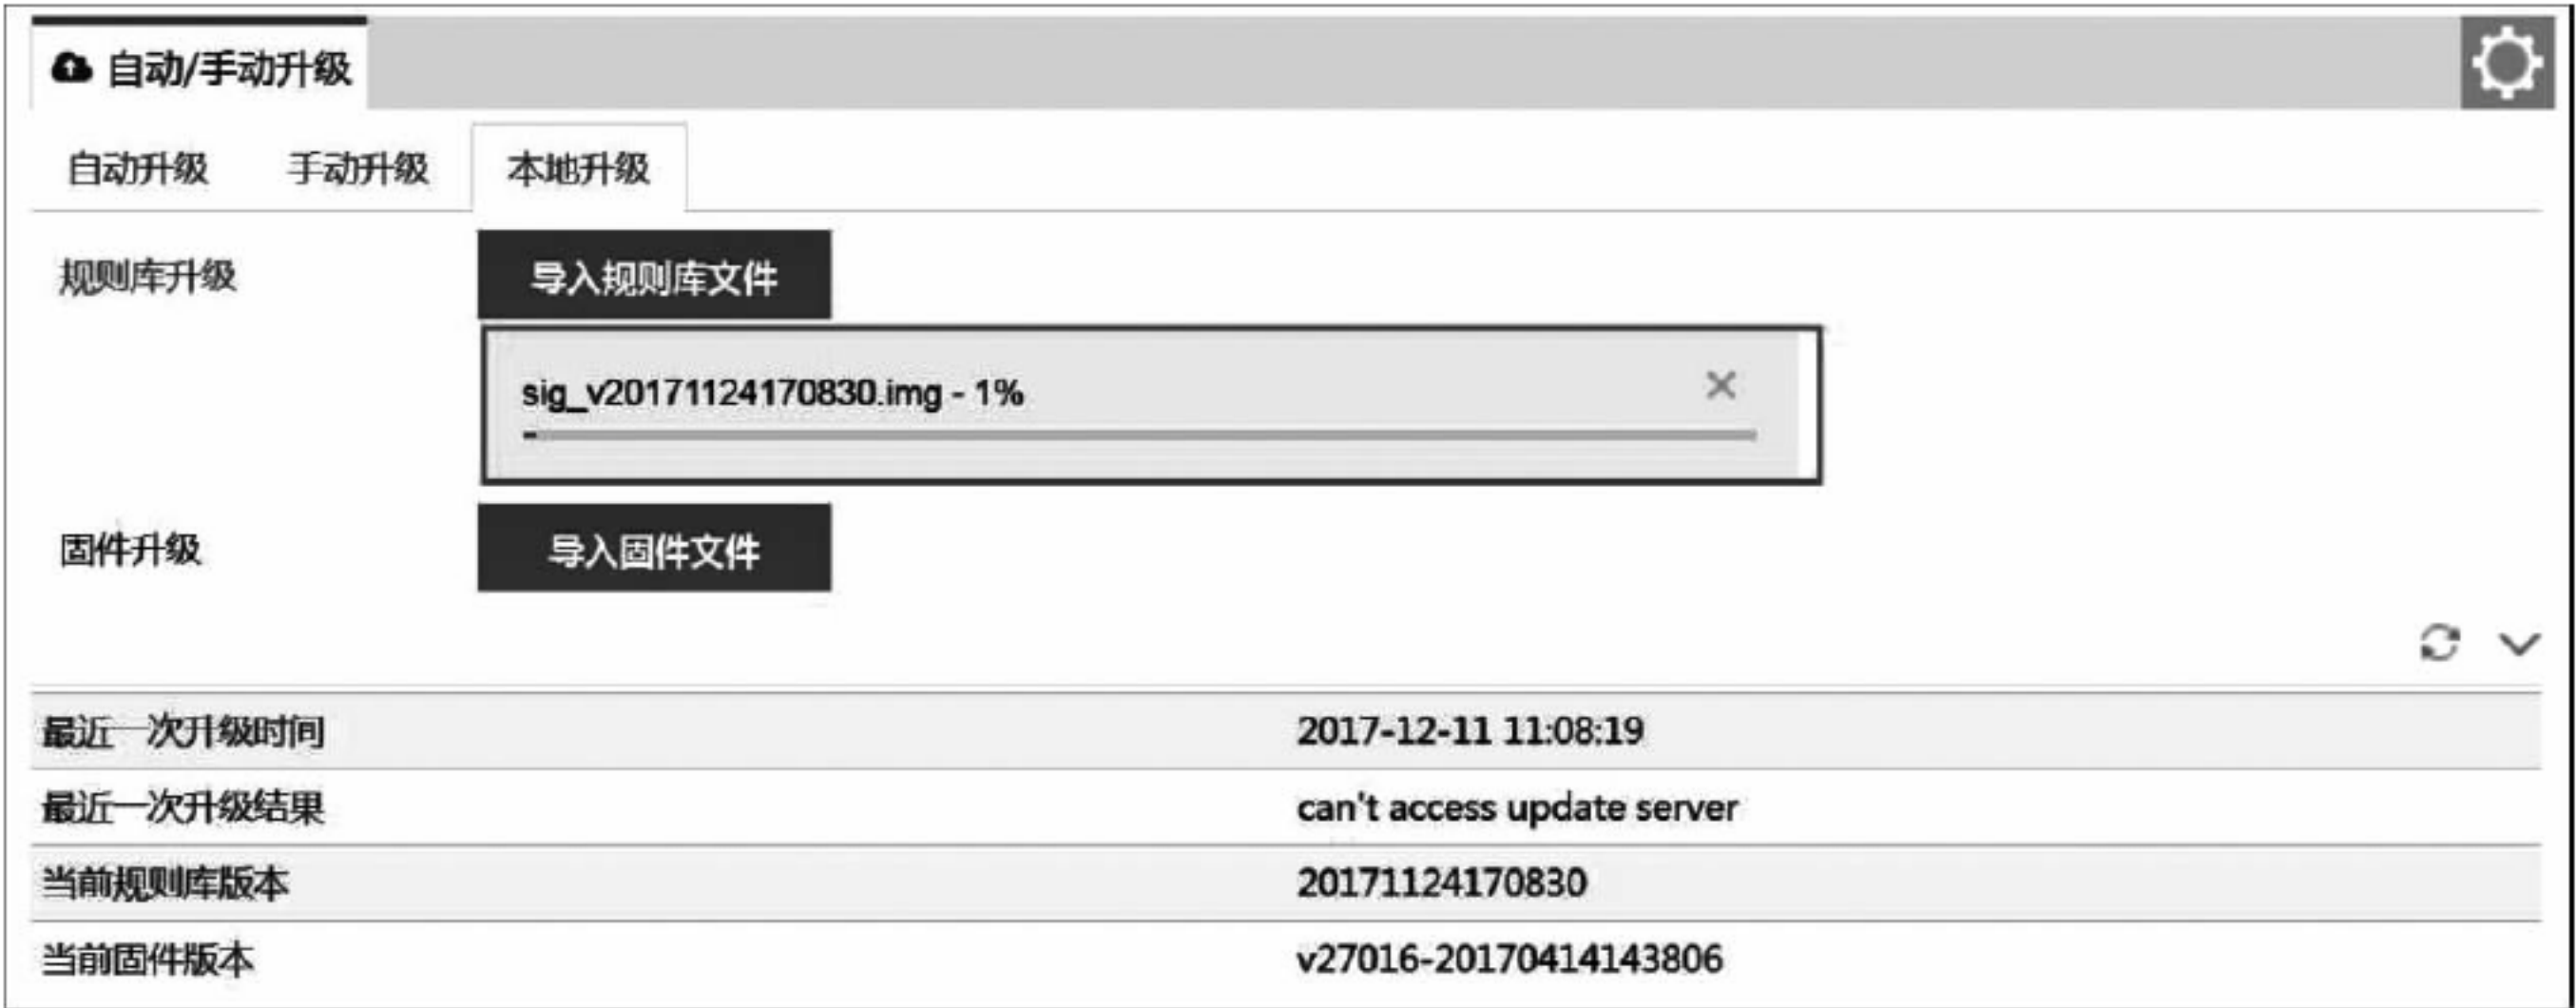 自动/手动升级
自动升级 手动升级 本地升级
规则库升级 导入规则库文件
sig_v20171124170830.img - 1%
固件升级 导入固件文件
最近一次升级时间 2017-12-11 11:08:19
最近一次升级结果 can't access update server
当前规则库版本 20171124170830
当前固件版本 v27016-20170414143806